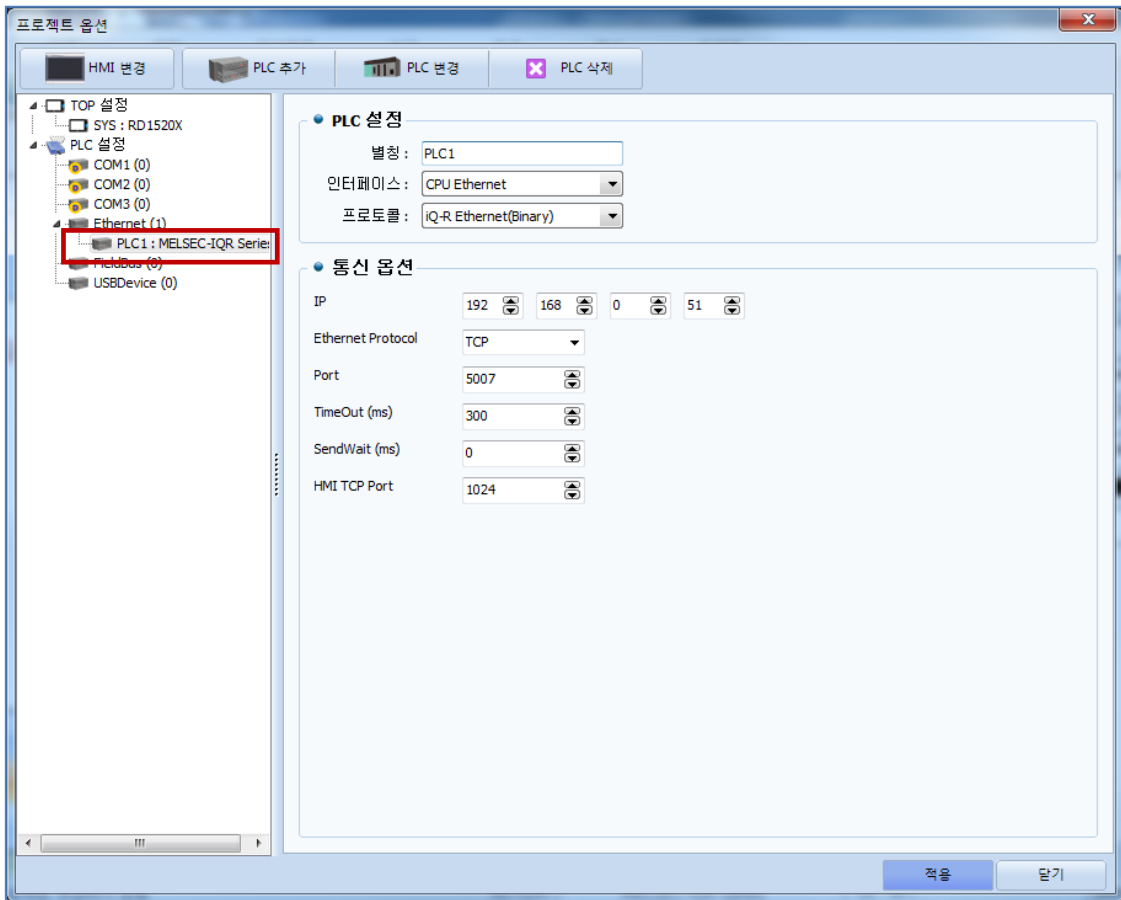 프로젝트 옵션
HMI 변경
PLC 추가
PLC 변경
PLC 삭제
TOP 설정
SYS : RD1520X
PLC 설정
COM1 (0)
COM2 (0)
COM3 (0)
Ethernet (1)
PLC1 : MELSEC-IQR Series
FieldBus (0)
USBDevice (0)
PLC 설정
별칭 : PLC1
인터페이스 : CPU Ethernet
프로토콜 : iQ-R Ethernet(Binary)
통신 옵션
IP 192 168 0 51
Ethernet Protocol TCP
Port 5007
TimeOut (ms) 300
SendWait (ms) 0
HMI TCP Port 1024
적용
닫기